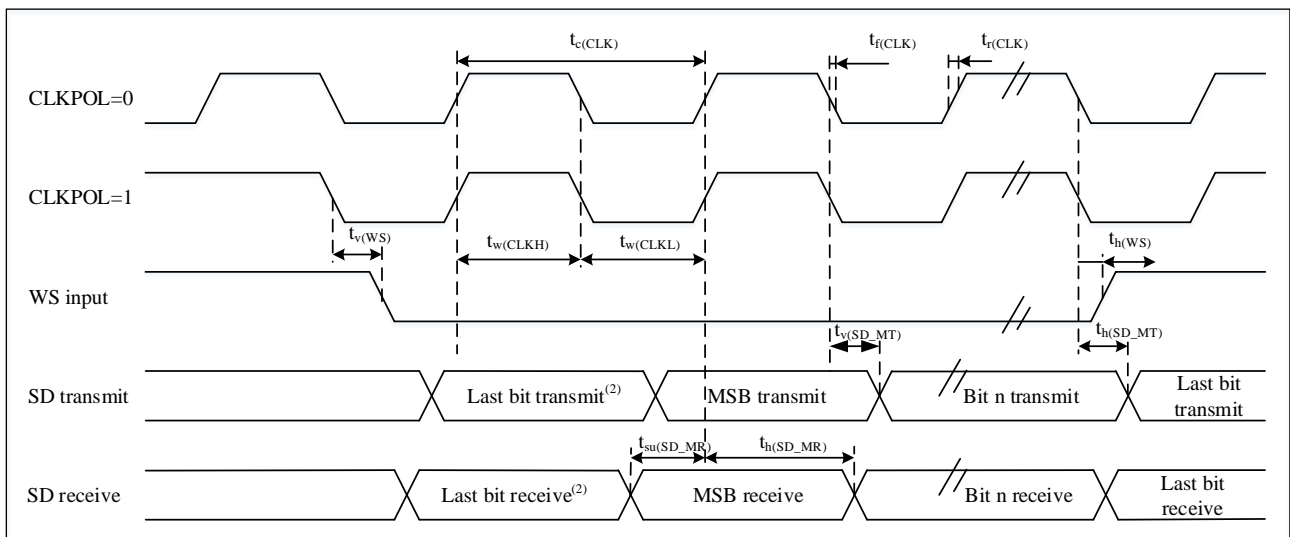 tc(CLK)
tf(CLK)
tr(CLK)
CLKPOL=0
CLKPOL=1
tv(WS)
tw(CLKH)
tw(CLKL)
th(WS)
WS input
tv(SD_MT)
th(SD_MT)
SD transmit
Last bit transmit(2)
MSB transmit
Bit n transmit
Last bit
transmit
tsu(SD_MR)
th(SD_MR)
SD receive
Last bit receive(2)
MSB receive
Bit n receive
Last bit
receive